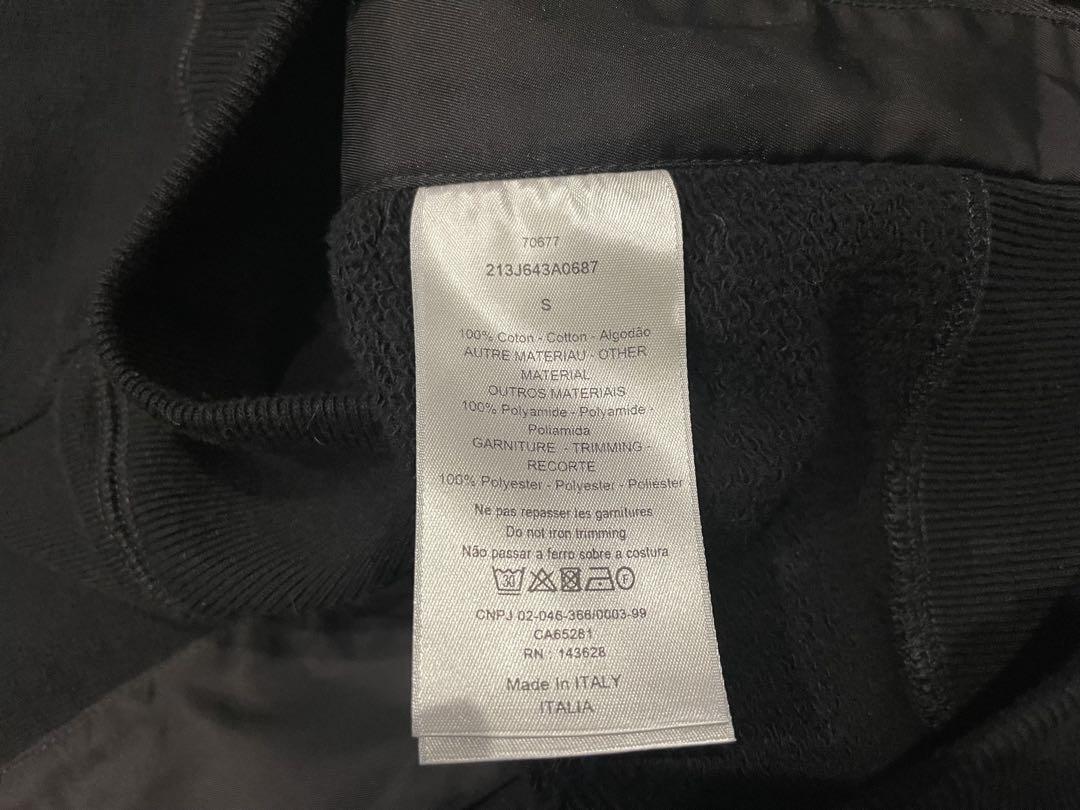 70677
213J643A0687
S
100% Coton - Cotton - Algodão
AUTRE MATERIAU - OTHER
MATERIAL
OUTROS MATERIAIS
100% Polyamide - Polyamide -
Poliamida
GARNITURE - TRIMMING -
RECORTE
100% Polyester - Polyester - Poliéster
Ne pas repasser les garnitures
Do not iron trimming
Não passar a ferro sobre a costura
30 F
CNPJ 02-046-366/0003-99
CA65281
RN : 143628
Made In ITALY
ITALIA